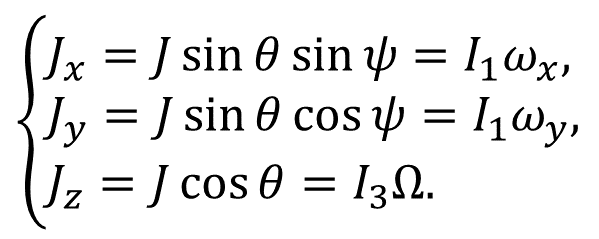 J_x = J sin θ sin ψ = I_1 ω_x,
J_y = J sin θ cos ψ = I_1 ω_y,
J_z = J cos θ = I_3 Ω.